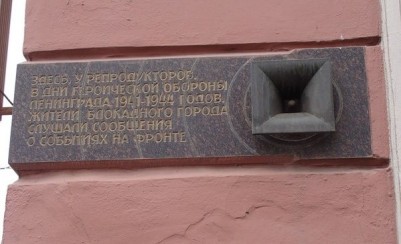 ЗДЕСЬ, У РЕПРОДУКТОРОВ,
В ДНИ ГЕРОИЧЕСКОЙ ОБОРОНЫ
ЛЕНИНГРАДА 1941-1944 ГОДОВ,
ЖИТЕЛИ БЛОКАДНОГО ГОРОДА
СЛУШАЛИ СООБЩЕНИЯ
О СОБЫТИЯХ НА ФРОНТЕ